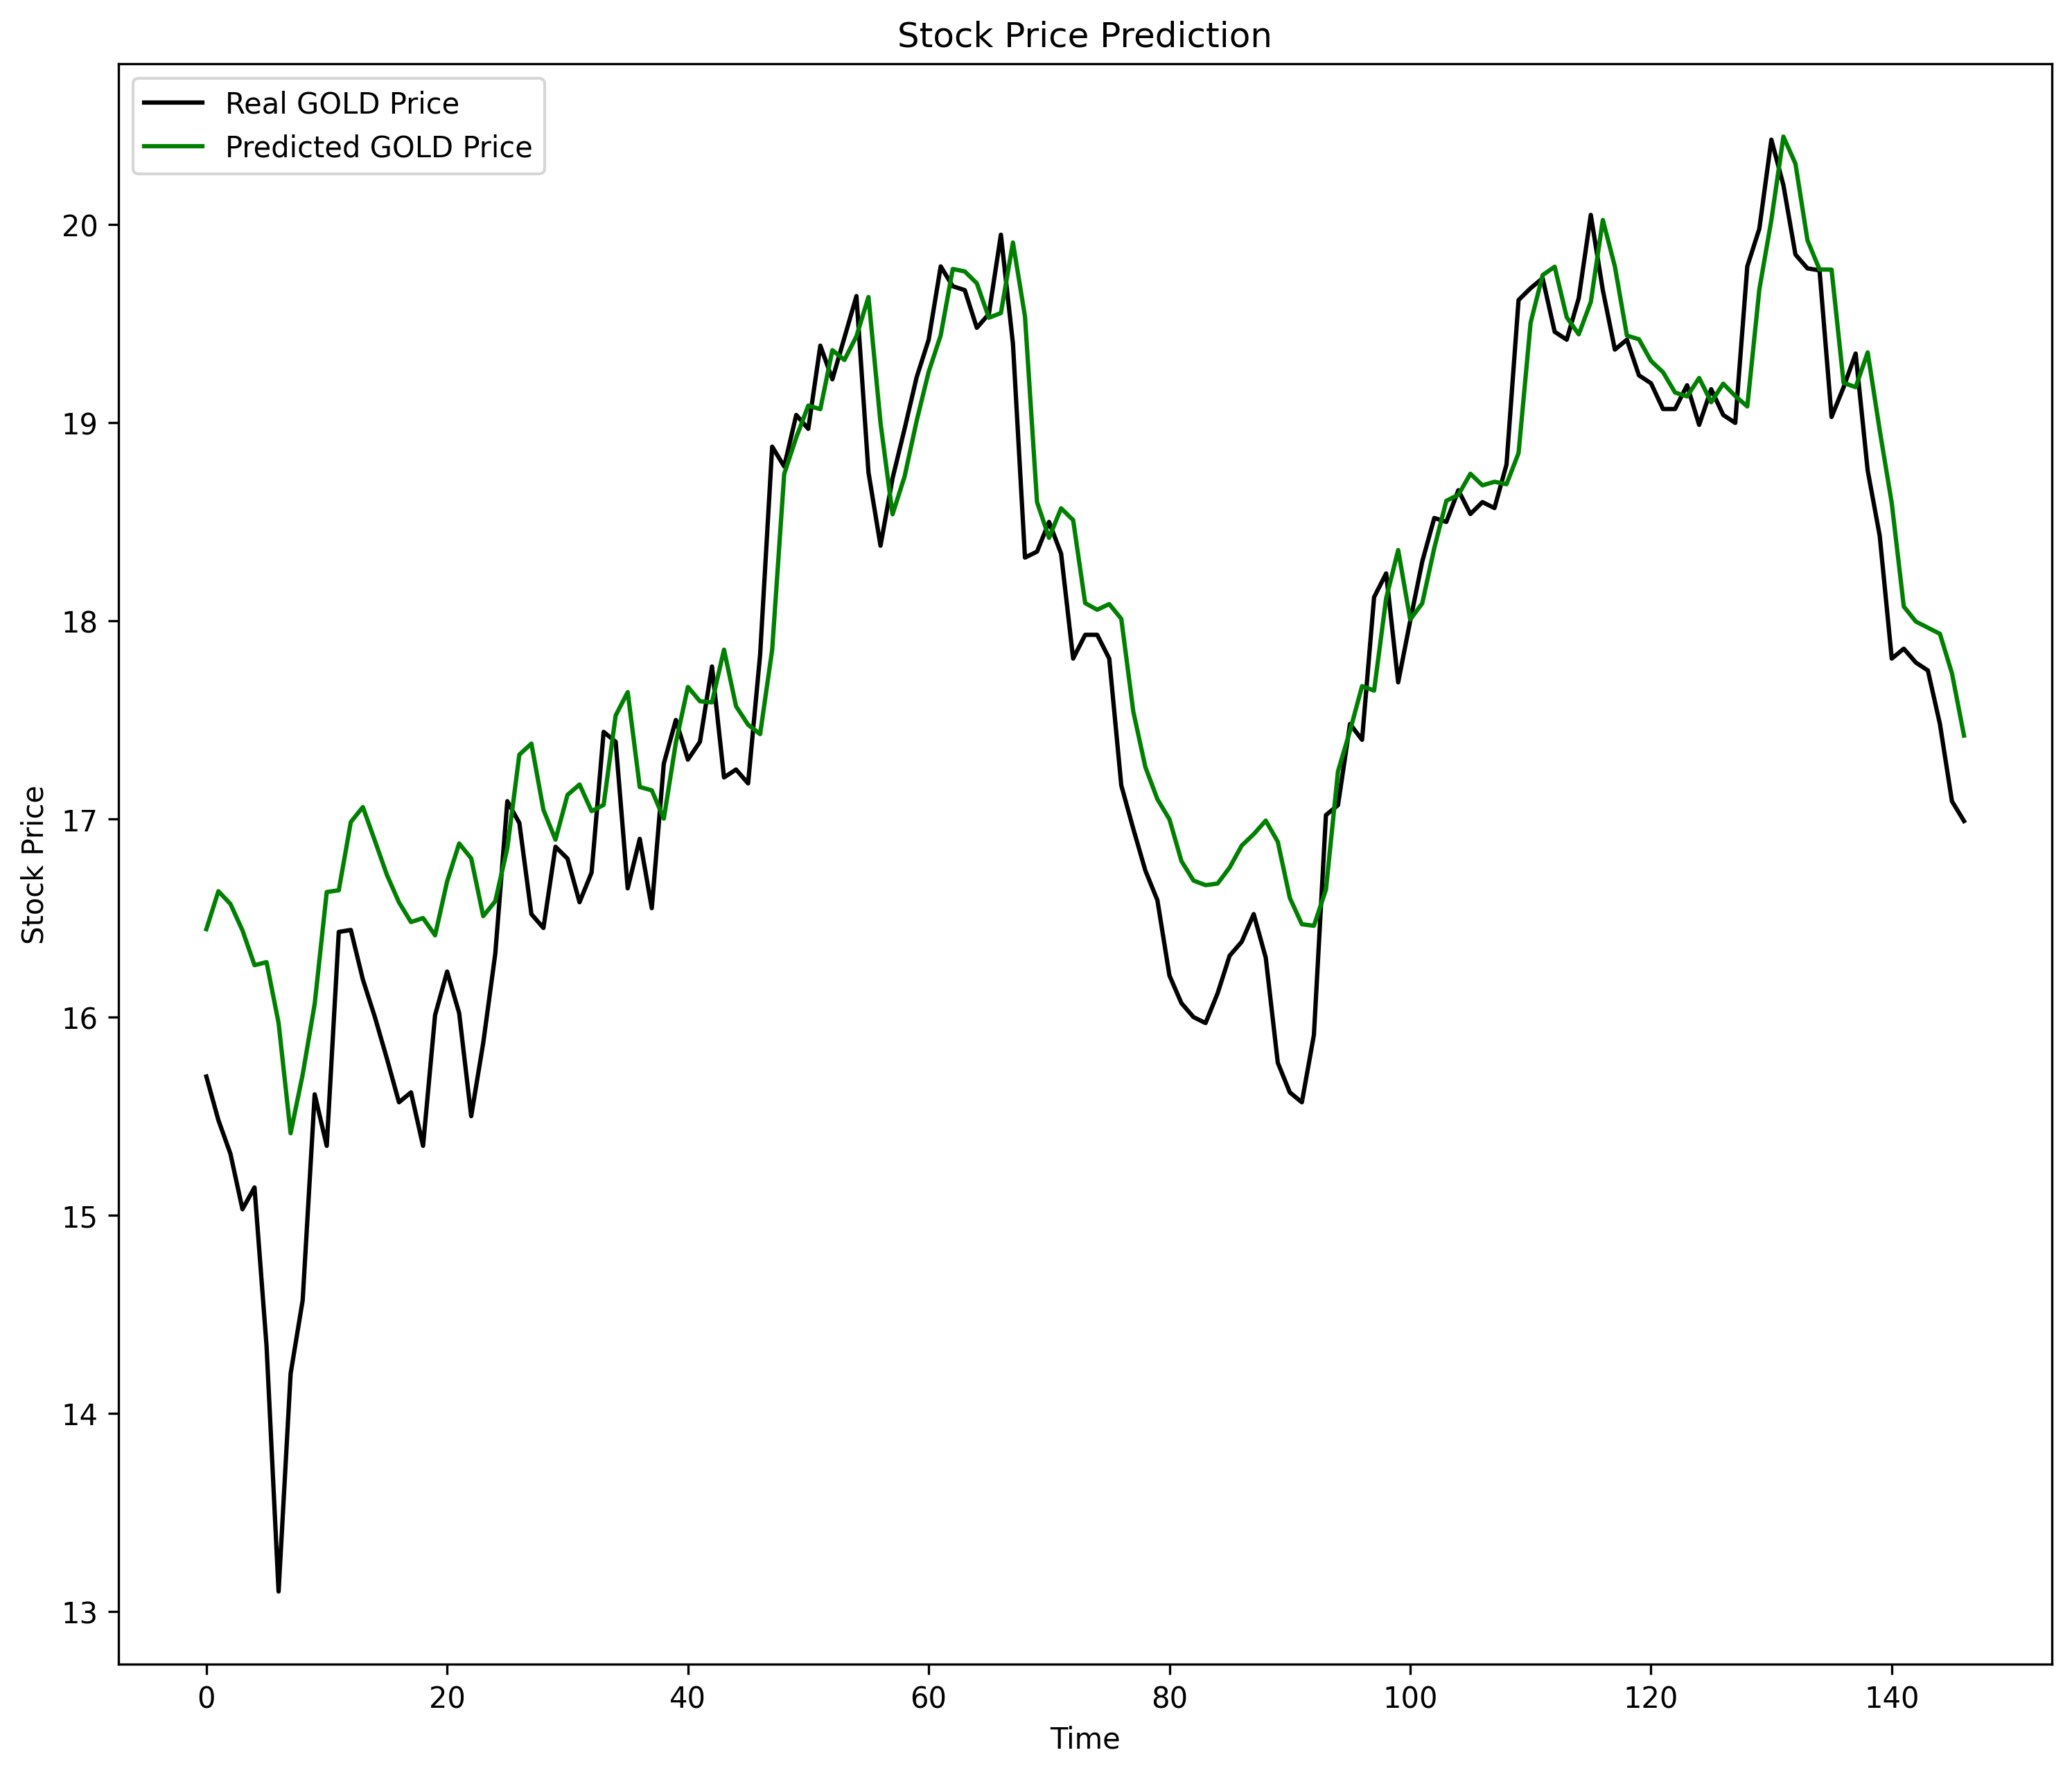 Stock Price Prediction
Real GOLD Price
Predicted GOLD Price
Stock Price
20
19
18
17
16
15
14
13
0 20 40 60 80 100 120 140
Time